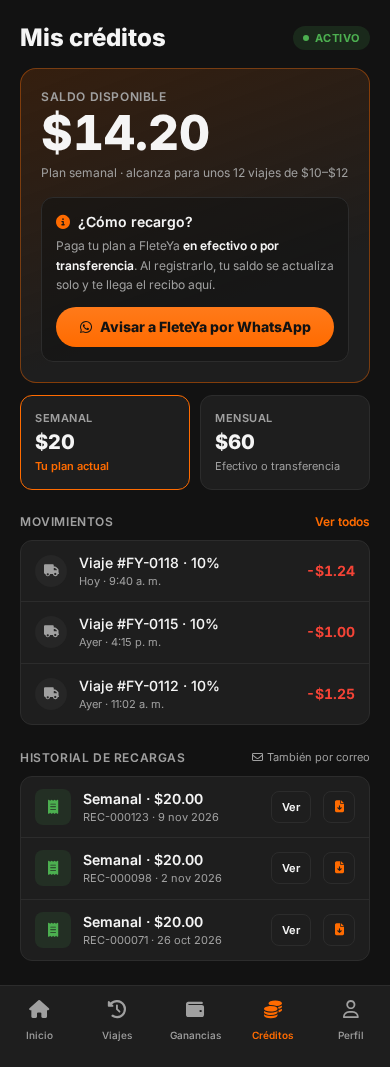 Mis créditos
ACTIVO
SALDO DISPONIBLE
$14.20
Plan semanal · alcanza para unos 12 viajes de $10–$12
¿Cómo recargo?
Paga tu plan a FleteYa en efectivo o por
transferencia. Al registrarlo, tu saldo se actualiza
solo y te llega el recibo aquí.
Avisar a FleteYa por WhatsApp
SEMANAL
$20
Tu plan actual
MENSUAL
$60
Efectivo o transferencia
MOVIMIENTOS
Ver todos
Viaje #FY-0118 · 10%
Hoy · 9:40 a. m.
-$1.24
Viaje #FY-0115 · 10%
Ayer · 4:15 p. m.
-$1.00
Viaje #FY-0112 · 10%
Ayer · 11:02 a. m.
-$1.25
HISTORIAL DE RECARGAS
También por correo
Semanal · $20.00
REC-000123 · 9 nov 2026
Ver
Semanal · $20.00
REC-000098 · 2 nov 2026
Ver
Semanal · $20.00
REC-000071 · 26 oct 2026
Ver
Inicio
Viajes
Ganancias
Créditos
Perfil